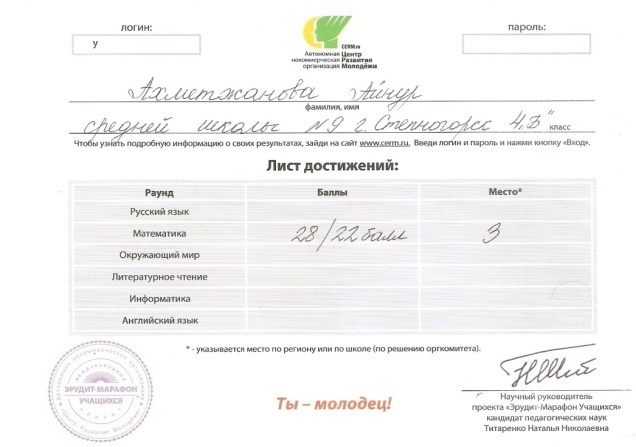 логин:
пароль:
у
Автономная
некоммерческая
организация
CERM.ru
Центр
Развития
Молодёжи
Ахметжанова Айнур
фамилия, имя
средней школы №9 г. Степногорск 4 „В" класс
Чтобы узнать подробную информацию о своих результатах, зайди на сайт www.cerm.ru. Введи логин и пароль и нажми кнопку «Вход».
Лист достижений:
Раунд Баллы Место*
Русский язык
Математика 28/22балл 3
Окружающий мир
Литературное чтение
Информатика
Английский язык
* - указывается место по региону или по школе (по решению оргкомитета).
ЭРУДИТ-МАРАФОН
УЧАЩИХСЯ
Ты – молодец!
Научный руководитель
проекта «Эрудит-Марафон Учащихся»
кандидат педагогических наук
Титаренко Наталья Николаевна